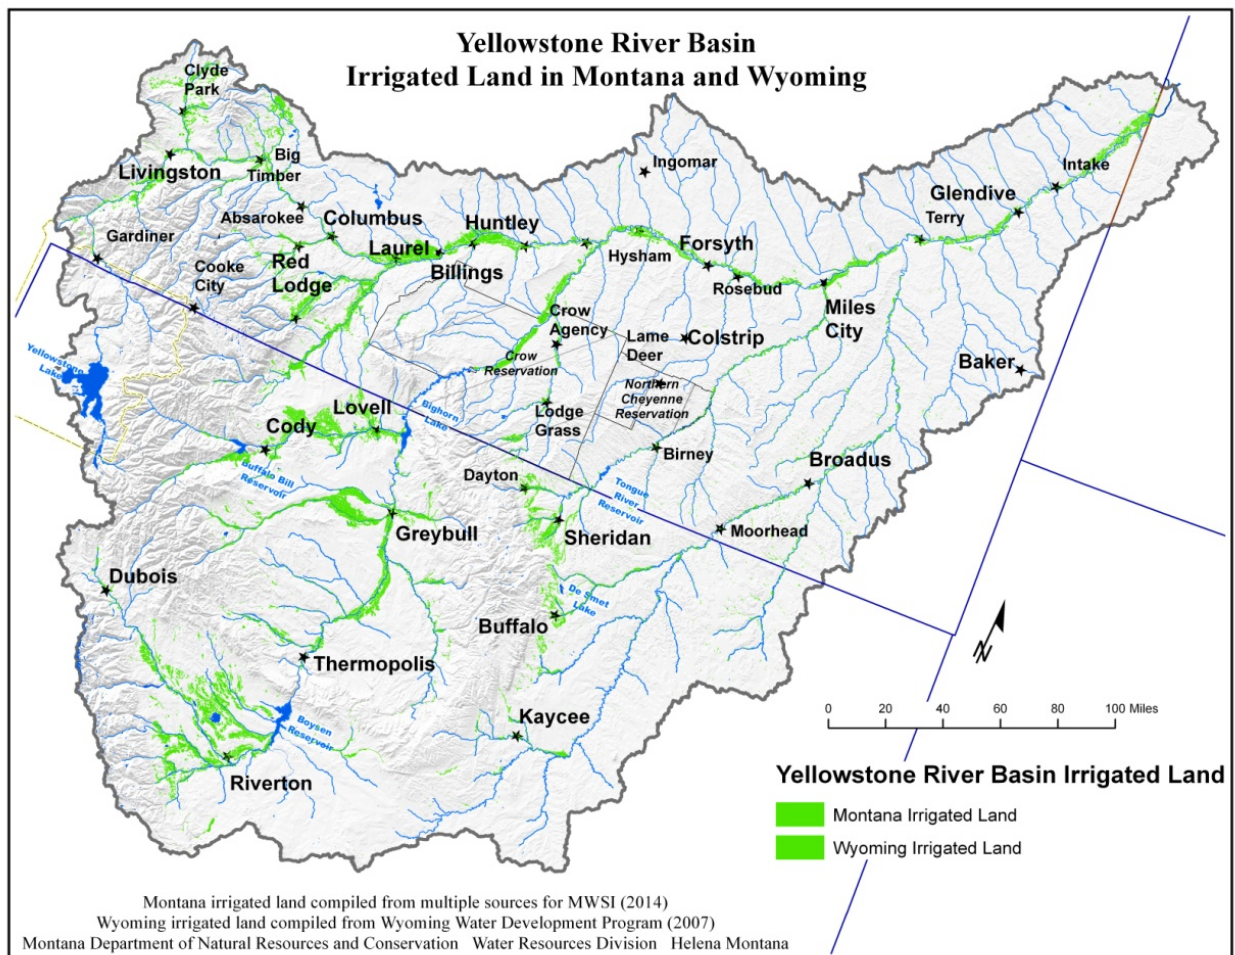 Yellowstone River Basin
Irrigated Land in Montana and Wyoming
Clyde
Park
Livingston
Big
Timber
Ingomar
Intake
Glendive
Terry
Absarokee
Columbus
Huntley
Gardiner
Laurel
Billings
Hysham
Forsyth
Rosebud
Red
Lodge
Cooke
City
Miles
City
Crow
Agency
Lame
Deer
Colstrip
Crow
Reservation
Baker
Yellowstone
Lake
Northern
Cheyenne
Reservation
Lovell
Bighorn
Lake
Lodge
Grass
Cody
Birney
Broadus
Buffalo Bill
Reservoir
Dayton
Tongue
River
Reservoir
Greybull
Sheridan
Moorhead
Dubois
De Smet
Lake
Buffalo
Thermopolis
N
Boysen
Reservoir
Kaycee
0 20 40 60 80 100 Miles
Riverton
Yellowstone River Basin Irrigated Land
Montana Irrigated Land
Wyoming Irrigated Land
Montana irrigated land compiled from multiple sources for MWSI (2014)
Wyoming irrigated land compiled from Wyoming Water Development Program (2007)
Montana Department of Natural Resources and Conservation Water Resources Division Helena Montana